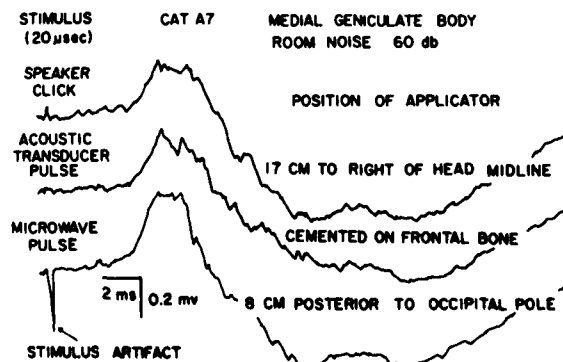 STIMULUS CAT A7 MEDIAL GENICULATE BODY
(20 μsec) ROOM NOISE 60 db
SPEAKER
CLICK
POSITION OF APPLICATOR
ACOUSTIC
TRANSDUCER
PULSE
17 CM TO RIGHT OF HEAD MIDLINE
MICROWAVE
PULSE
CEMENTED ON FRONTAL BONE
2 ms 0.2 mv
8 CM POSTERIOR TO OCCIPITAL POLE
STIMULUS ARTIFACT